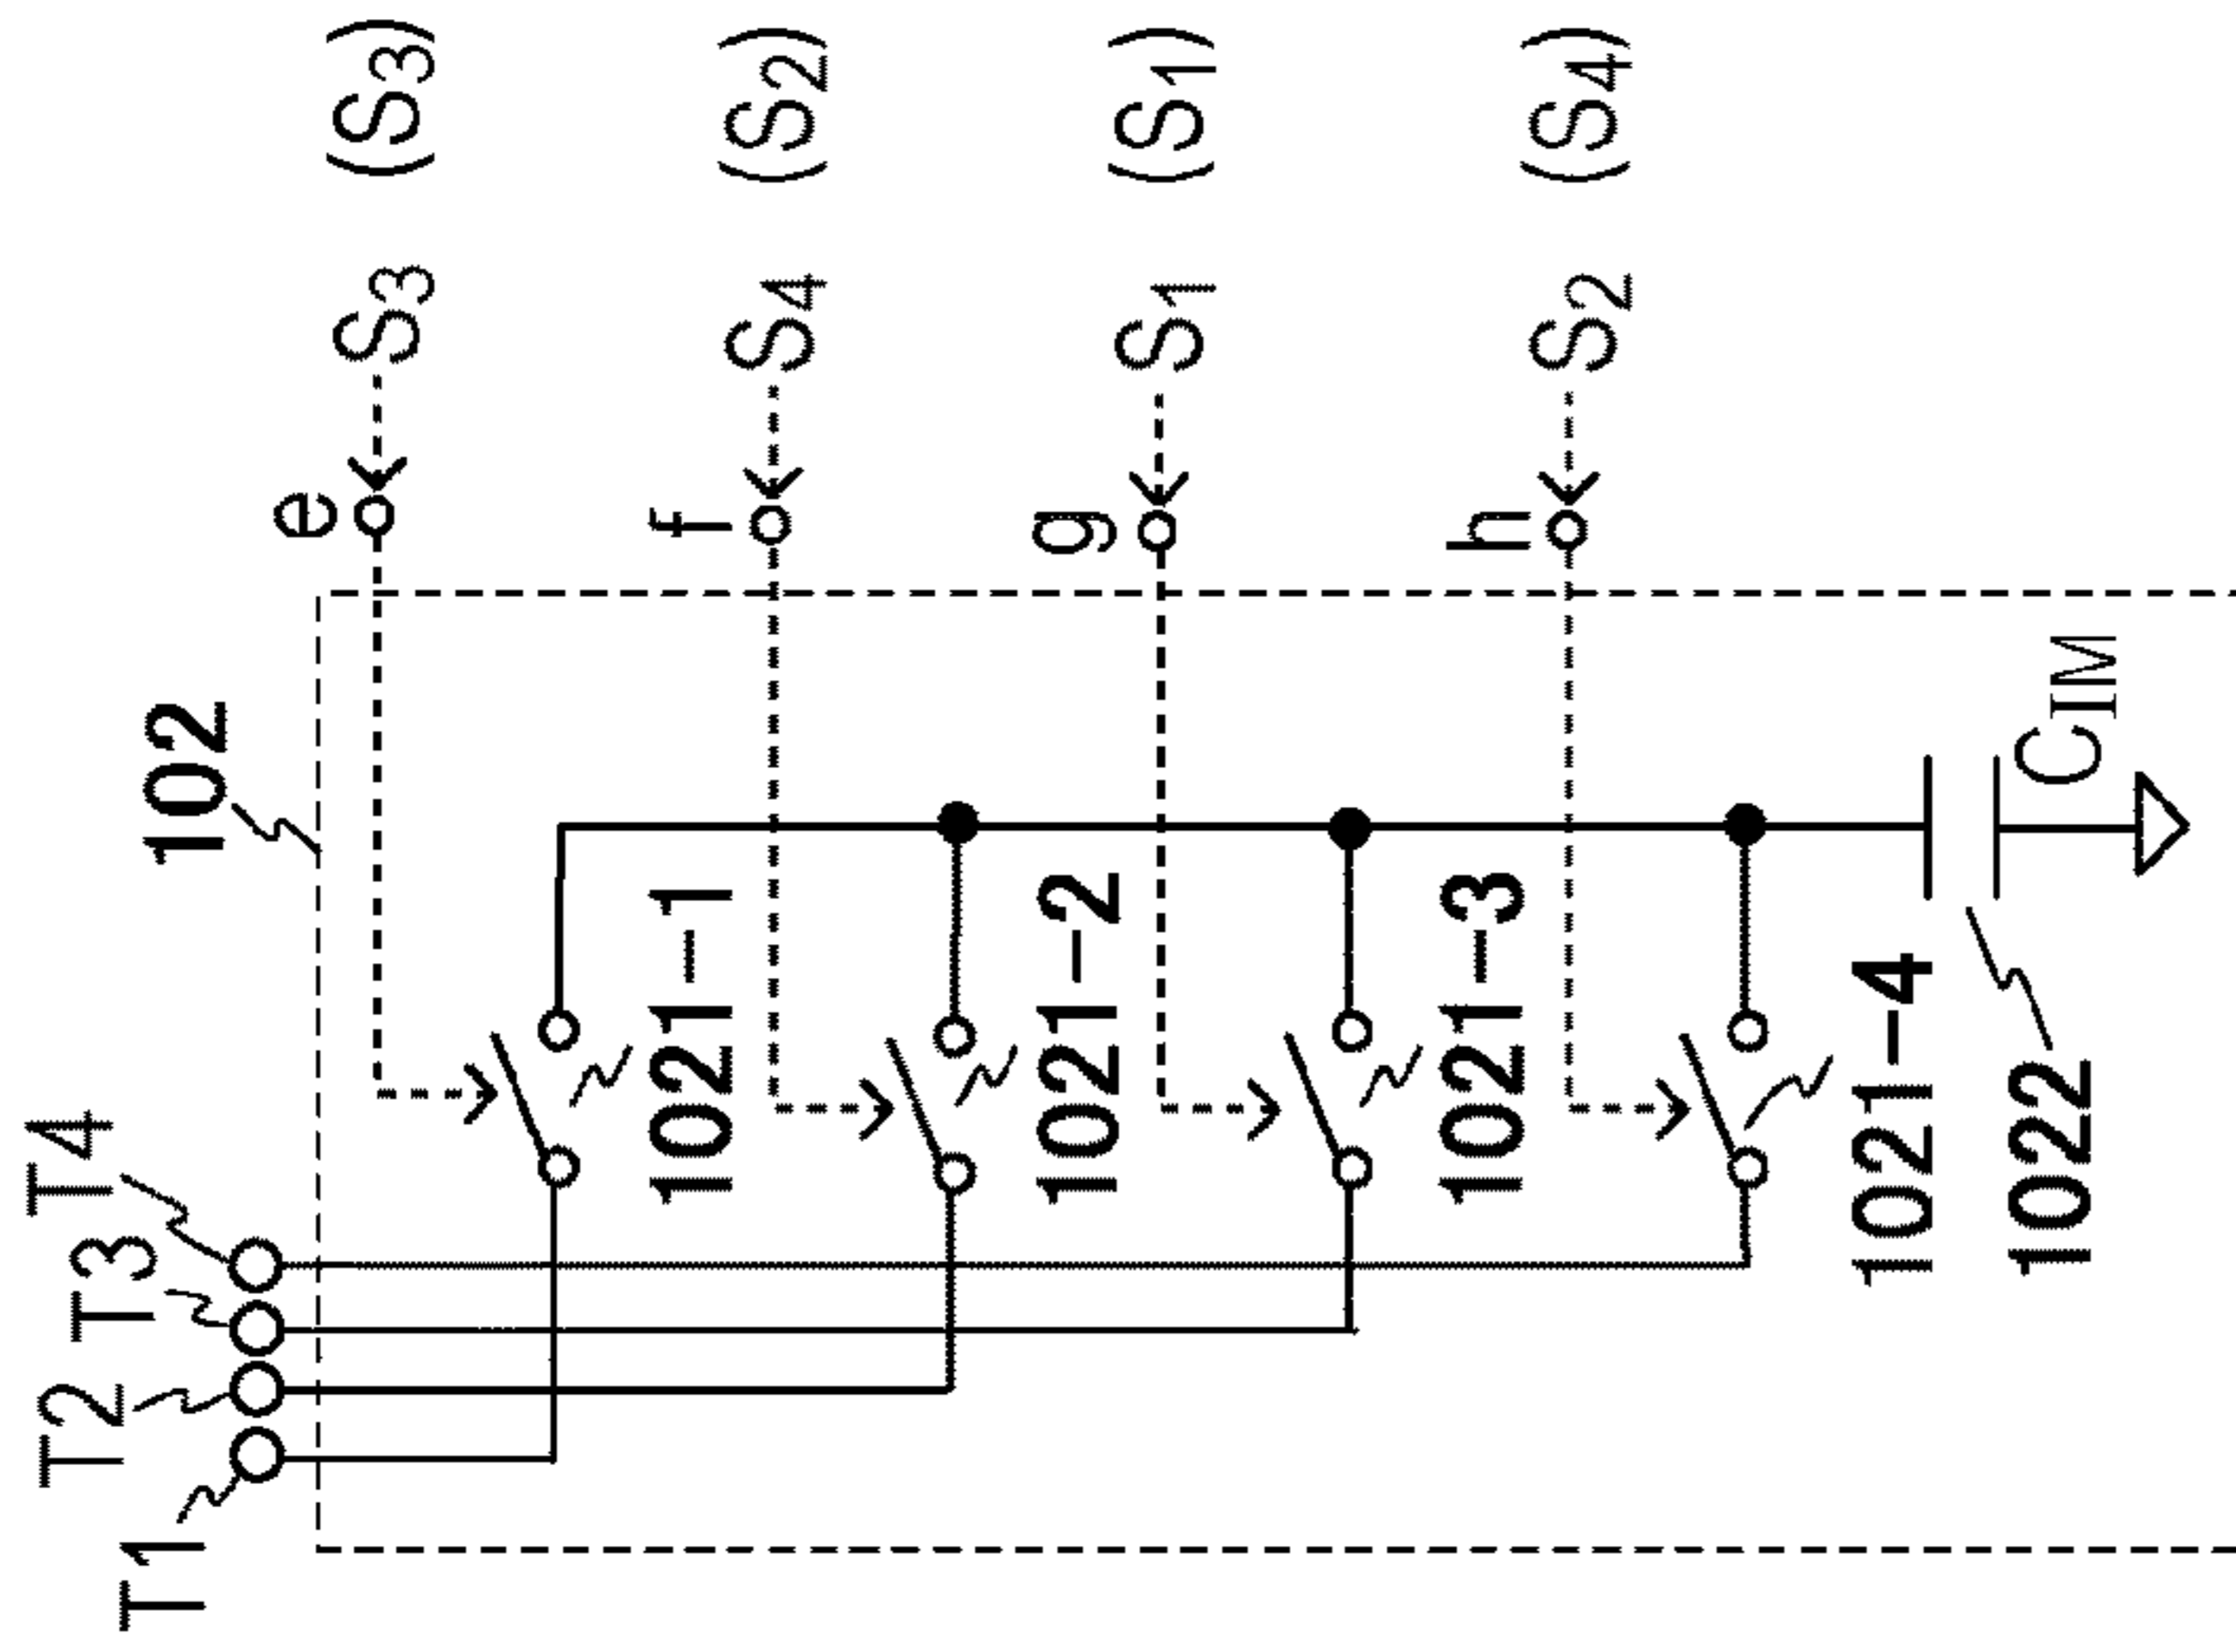 T1
T2
T3
T4
102
e
S3
(S3)
1021-1
f
S4
(S2)
1021-2
g
S1
(S1)
1021-3
h
S2
(S4)
1021-4
1022
CIM